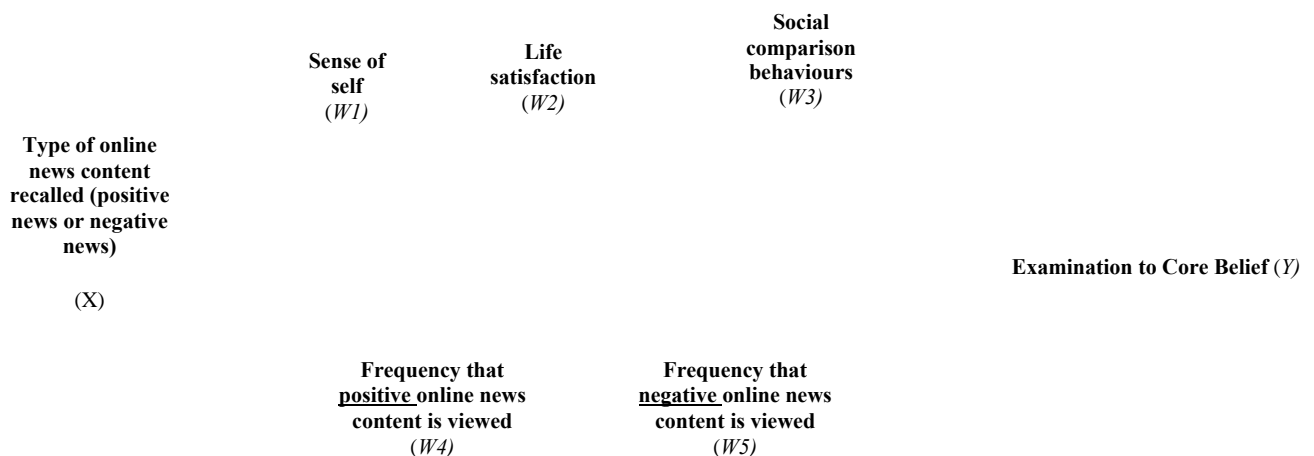 Sense of
self
(W1)
Life
satisfaction
(W2)
Social
comparison
behaviours
(W3)
Type of online
news content
recalled (positive
news or negative
news)
(X)
Examination to Core Belief (Y)
Frequency that
positive online news
content is viewed
(W4)
Frequency that
negative online news
content is viewed
(W5)